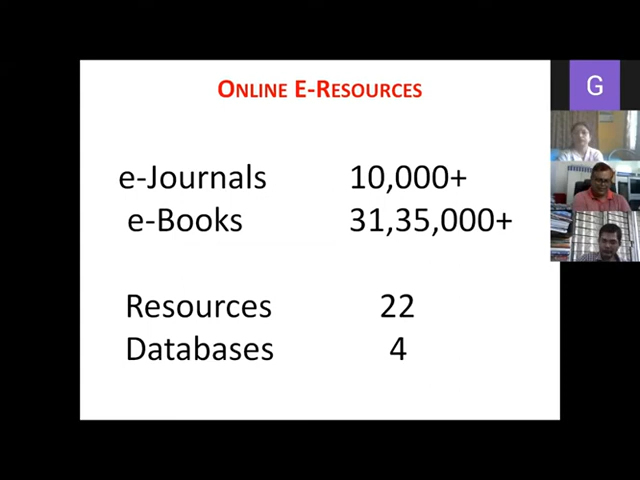 ONLINE E-RESOURCES
G
e-Journals 10,000+
e-Books 31,35,000+
Resources 22
Databases 4